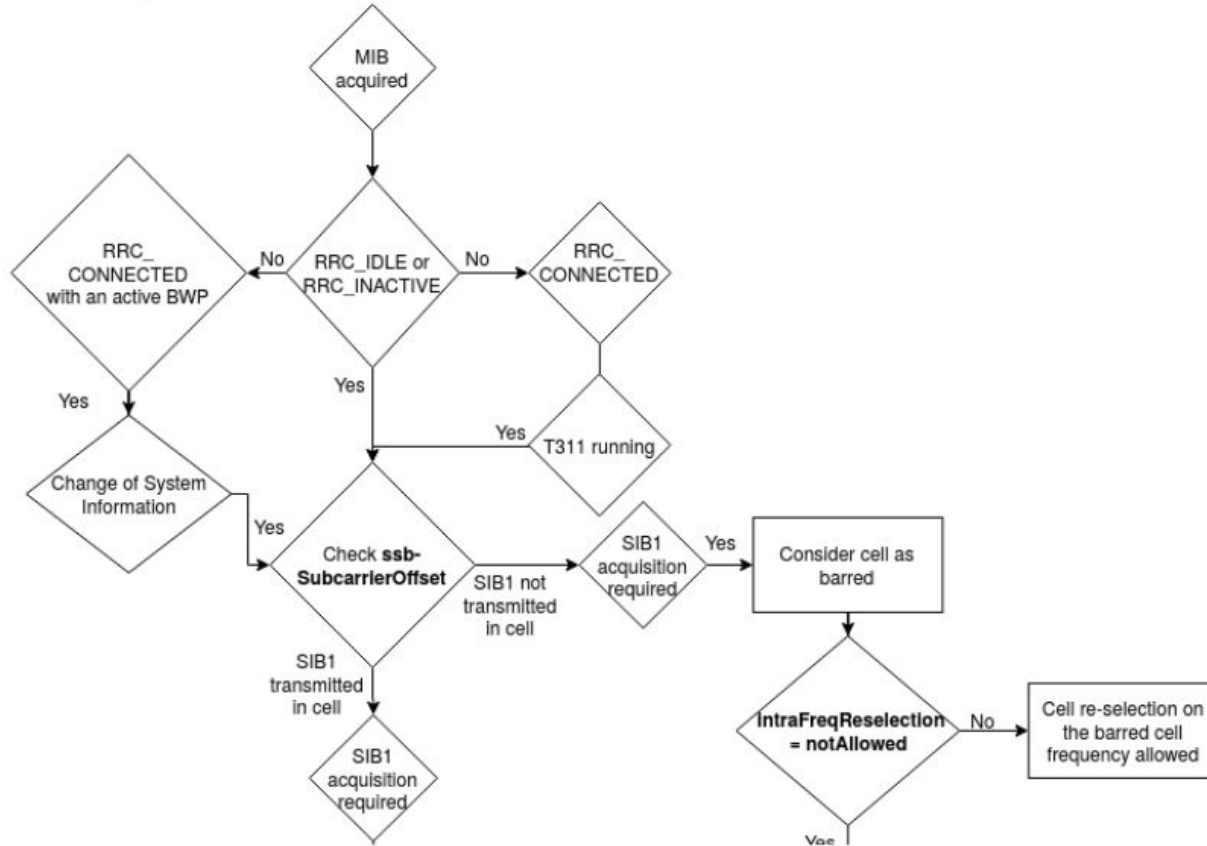 MIB
acquired
RRC_
CONNECTED
with an active BWP
No
RRC_IDLE or
RRC_INACTIVE
No
RRC_
CONNECTED
Yes
Yes
Yes
T311 running
Change of System
Information
Yes
Check ssb-
SubcarrierOffset
SIB1 not
transmitted
in cell
SIB1
acquisition
required
Yes
Consider cell as
barred
SIB1
transmitted
in cell
IntraFreqReselection
= notAllowed
No
Cell re-selection on
the barred cell
frequency allowed
SIB1
acquisition
required
Yes